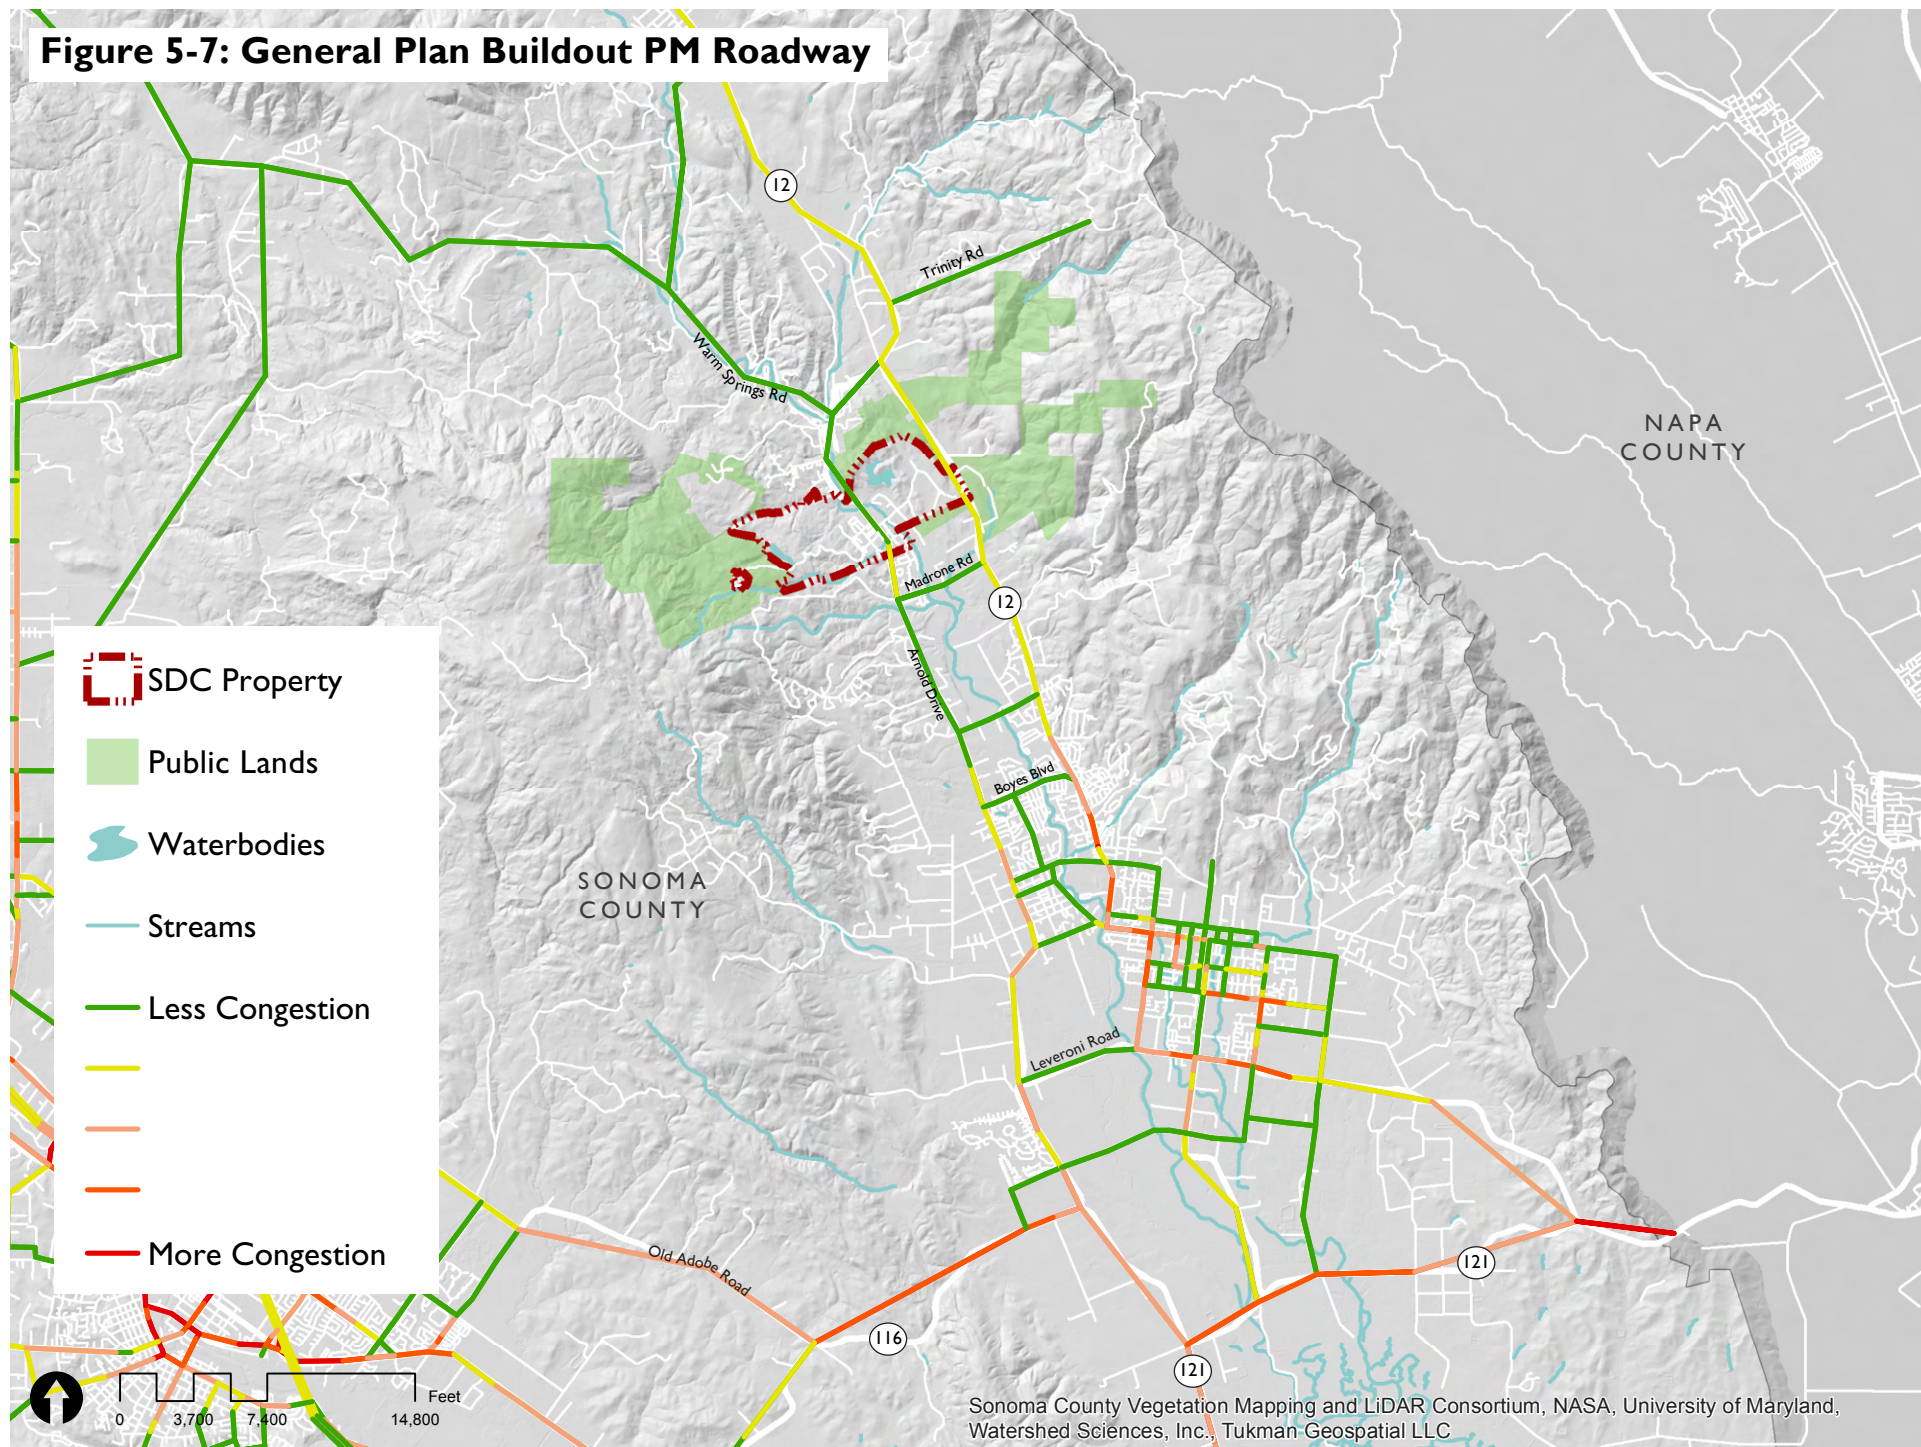 Figure 5-7: General Plan Buildout PM Roadway
12
Trinity Rd
Warm Springs Rd
NAPA
COUNTY
Madrone Rd
12
Arnold Drive
SDC Property
Public Lands
Boyes Blvd
Waterbodies
SONOMA
COUNTY
Streams
Less Congestion
Leveroni Road
More Congestion
Old Adobe Road
121
116
121
Feet
0 3,700 7,400 14,800
Sonoma County Vegetation Mapping and LiDAR Consortium, NASA, University of Maryland,
Watershed Sciences, Inc., Tukman Geospatial LLC